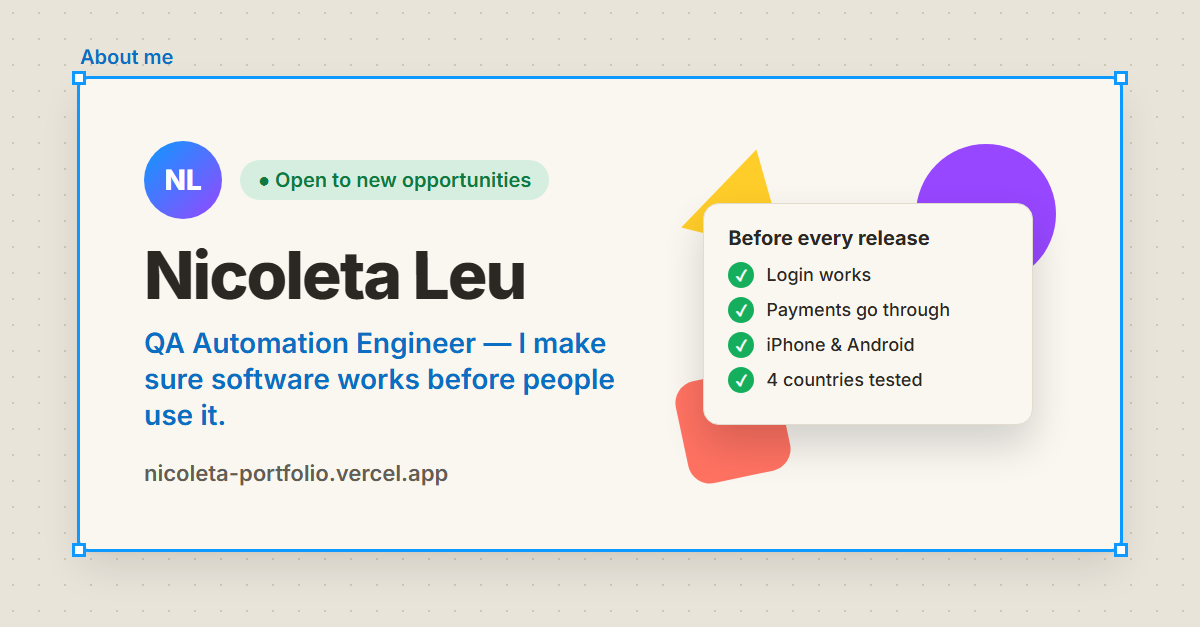 About me
NL
● Open to new opportunities
Nicoleta Leu
QA Automation Engineer — I make
sure software works before people
use it.
nicoleta-portfolio.vercel.app
Before every release
✓ Login works
✓ Payments go through
✓ iPhone & Android
✓ 4 countries tested